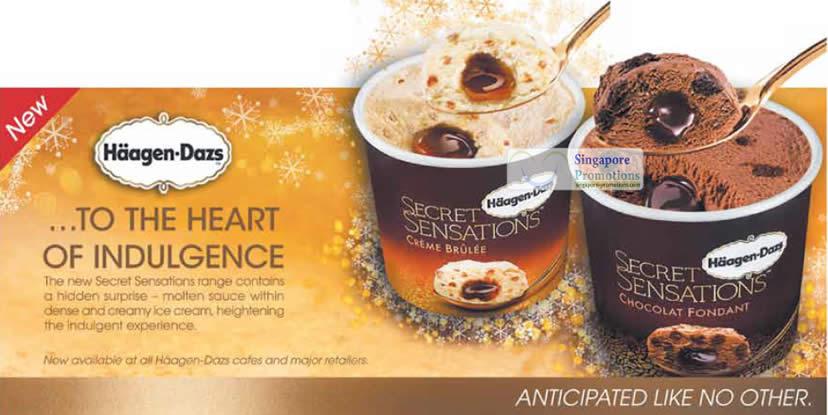 New
Häagen-Dazs
...TO THE HEART
OF INDULGENCE
The new Secret Sensations range contains
a hidden surprise – molten sauce within
dense and creamy ice cream, heightening
the indulgent experience.
Now available at all Häagen-Dazs cafes and major retailers.
Häagen-Dazs
SECRET
SENSATIONS
CRÈME BRÛLÉE
Singapore
Promotions
singaporepromotions.com
Häagen-Dazs
SECRET
SENSATIONS
CHOCOLAT FONDANT
ANTICIPATED LIKE NO OTHER.